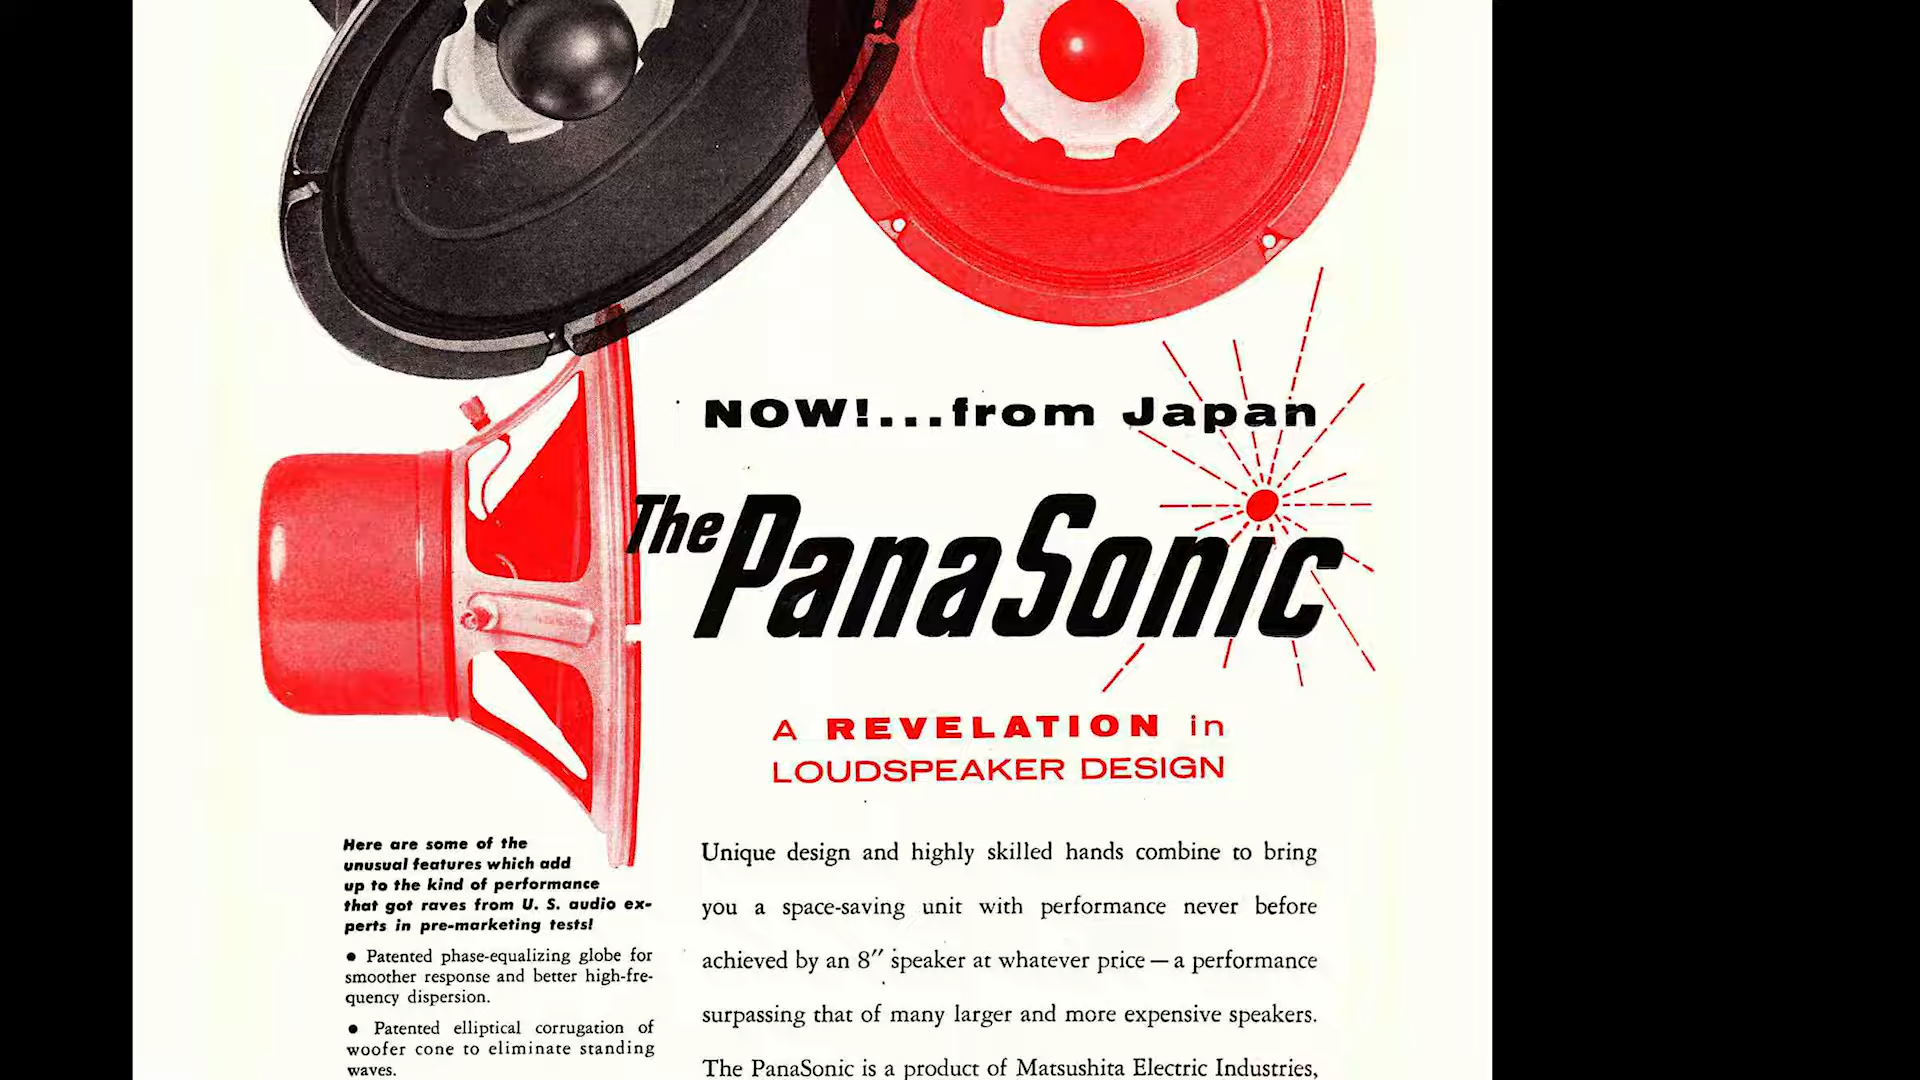 NOW!...from Japan
The PanaSonic
A REVELATION in
LOUDSPEAKER DESIGN
Here are some of the
unusual features which add
up to the kind of performance
that got raves from U. S. audio ex-
perts in pre-marketing tests!
• Patented phase-equalizing globe for
smoother response and better high-fre-
quency dispersion.
• Patented elliptical corrugation of
woofer cone to eliminate standing
waves.
Unique design and highly skilled hands combine to bring
you a space-saving unit with performance never before
achieved by an 8″ speaker at whatever price — a performance
surpassing that of many larger and more expensive speakers.
The PanaSonic is a product of Matsushita Electric Industries,